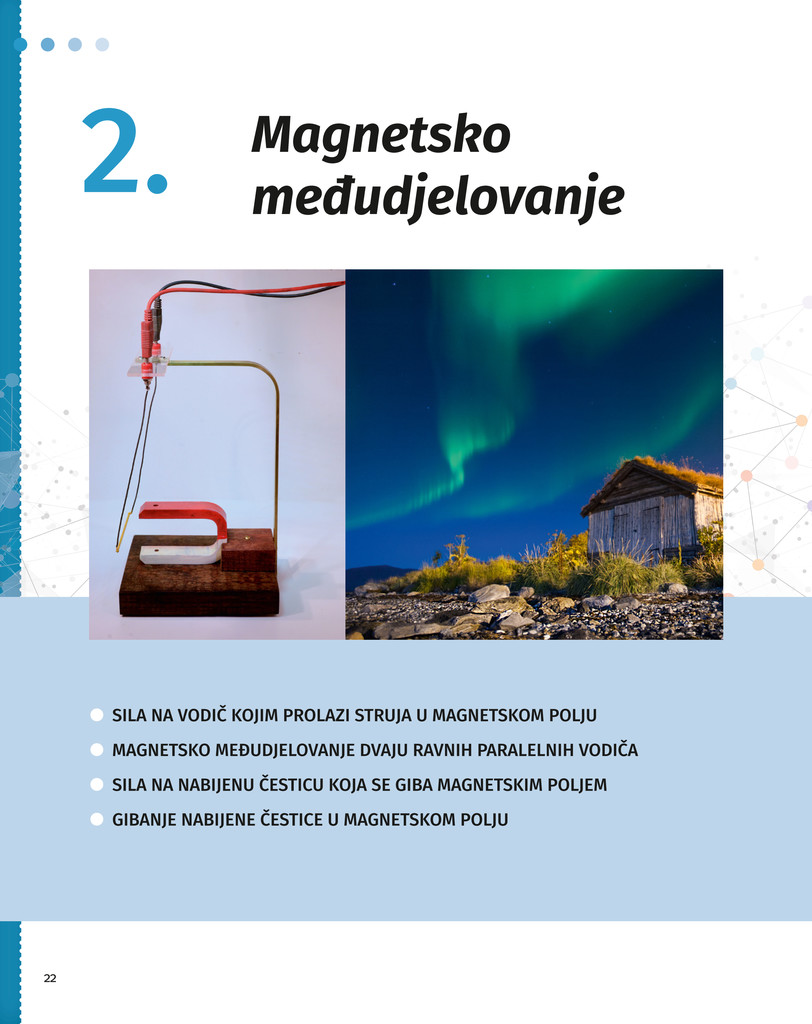 2.
Magnetsko
međudjelovanje
SILA NA VODIČ KOJIM PROLAZI STRUJA U MAGNETSKOM POLJU
MAGNETSKO MEĐUDJELOVANJE DVAJU RAVNIH PARALELNIH VODIČA
SILA NA NABIJENU ČESTICU KOJA SE GIBA MAGNETSKIM POLJEM
GIBANJE NABIJENE ČESTICE U MAGNETSKOM POLJU
22